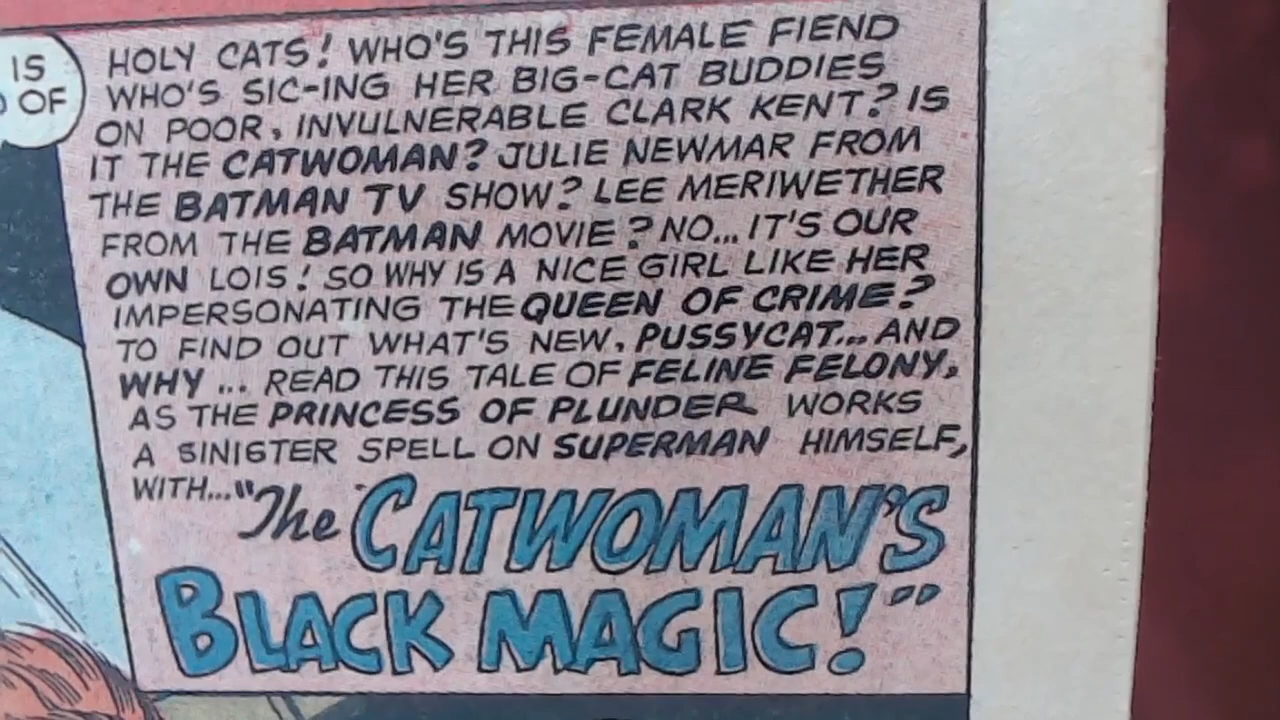 IS
OF
HOLY CATS! WHO'S THIS FEMALE FIEND
WHO'S SIC-ING HER BIG-CAT BUDDIES
ON POOR, INVULNERABLE CLARK KENT? IS
IT THE CATWOMAN? JULIE NEWMAR FROM
THE BATMAN TV SHOW? LEE MERIWETHER
FROM THE BATMAN MOVIE? NO... IT'S OUR
OWN LOIS! SO WHY IS A NICE GIRL LIKE HER
IMPERSONATING THE QUEEN OF CRIME?
TO FIND OUT WHAT'S NEW, PUSSYCAT... AND
WHY... READ THIS TALE OF FELINE FELONY,
AS THE PRINCESS OF PLUNDER WORKS
A SINISTER SPELL ON SUPERMAN HIMSELF,
WITH..."The CATWOMAN'S
BLACK MAGIC!"